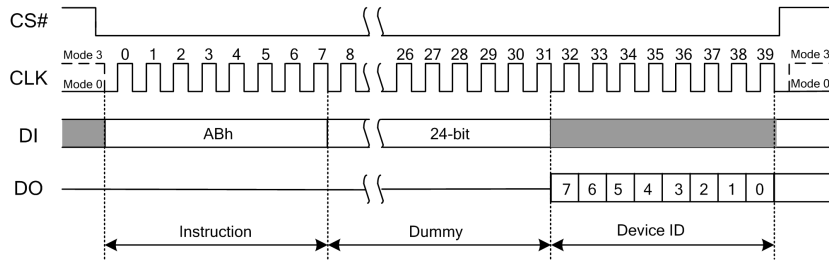 CS#
Mode 3 0 1 2 3 4 5 6 7 8 26 27 28 29 30 31 32 33 34 35 36 37 38 39 Mode 3
CLK
Mode 0 Mode 0
DI ABh 24-bit
DO 7 6 5 4 3 2 1 0
Instruction Dummy Device ID